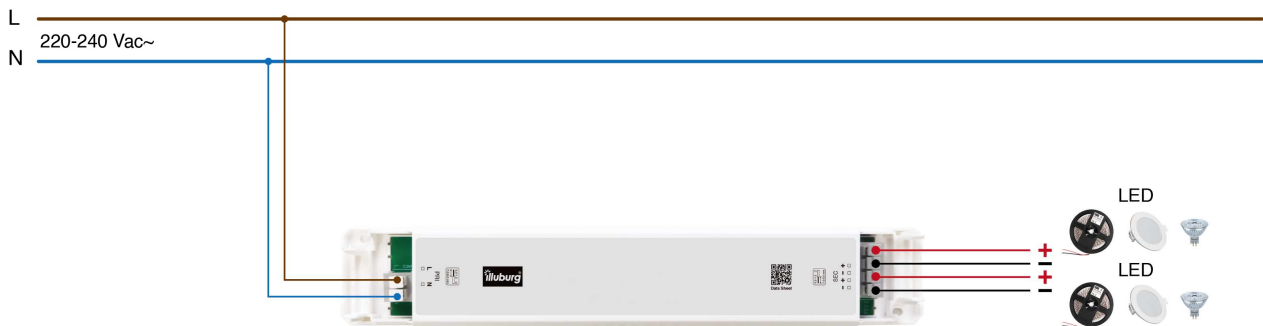 L
220-240 Vac~
N
LED
L
N
PRI
illuburg
Data Sheet
SEC
+
-
+
-
+
-
+
-
LED